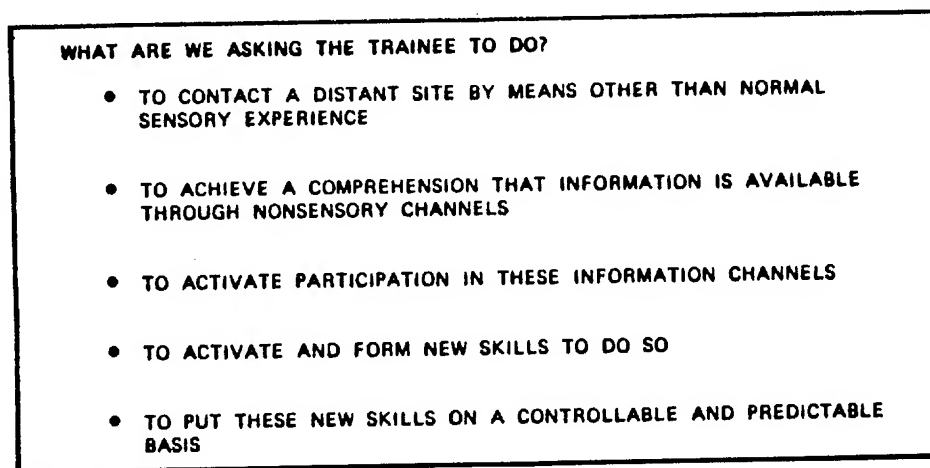 WHAT ARE WE ASKING THE TRAINEE TO DO?
• TO CONTACT A DISTANT SITE BY MEANS OTHER THAN NORMAL
SENSORY EXPERIENCE
• TO ACHIEVE A COMPREHENSION THAT INFORMATION IS AVAILABLE
THROUGH NONSENSORY CHANNELS
• TO ACTIVATE PARTICIPATION IN THESE INFORMATION CHANNELS
• TO ACTIVATE AND FORM NEW SKILLS TO DO SO
• TO PUT THESE NEW SKILLS ON A CONTROLLABLE AND PREDICTABLE
BASIS